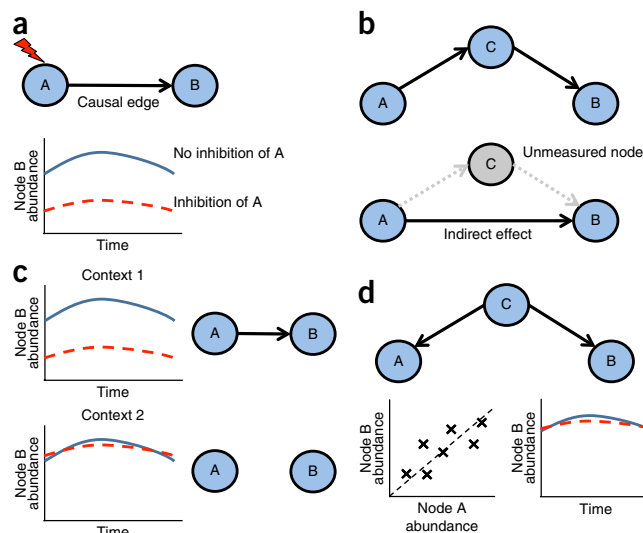 a
A
B
Causal edge
Node B
abundance
No inhibition of A
Inhibition of A
Time
b
C
A
B
Unmeasured node
C
A
B
Indirect effect
c
Context 1
Node B
abundance
Time
A
B
Context 2
Node B
abundance
Time
A
B
d
C
A
B
Node B
abundance
Node A
abundance
Node B
abundance
Time